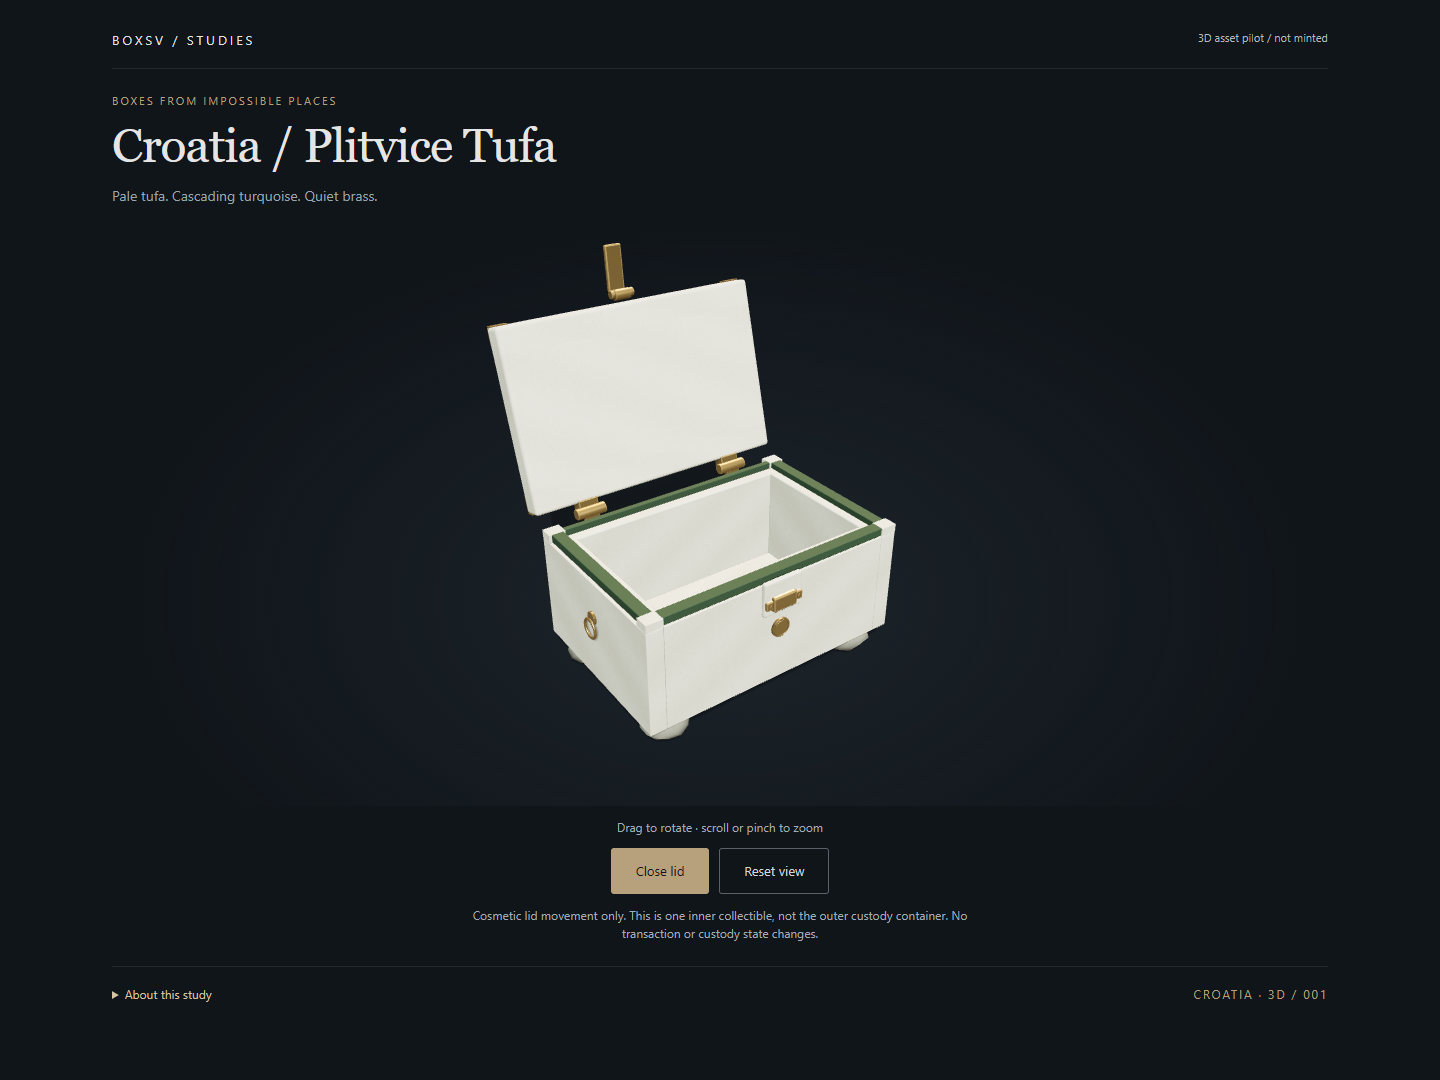 BOXSV / STUDIES
3D asset pilot / not minted
BOXES FROM IMPOSSIBLE PLACES
Croatia / Plitvice Tufa
Pale tufa. Cascading turquoise. Quiet brass.
Drag to rotate · scroll or pinch to zoom
Close lid
Reset view
Cosmetic lid movement only. This is one inner collectible, not the outer custody container. No
transaction or custody state changes.
About this study
CROATIA · 3D / 001